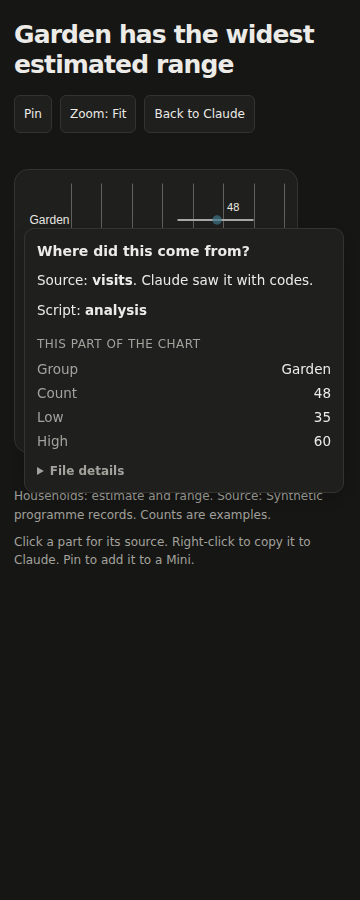 Garden has the widest
estimated range
Pin
Zoom: Fit
Back to Claude
48
Garden
Where did this come from?
Source: visits. Claude saw it with codes.
Script: analysis
THIS PART OF THE CHART
Group Garden
Count 48
Low 35
High 60
File details
Households: estimate and range. Source: Synthetic
programme records. Counts are examples.
Click a part for its source. Right-click to copy it to
Claude. Pin to add it to a Mini.